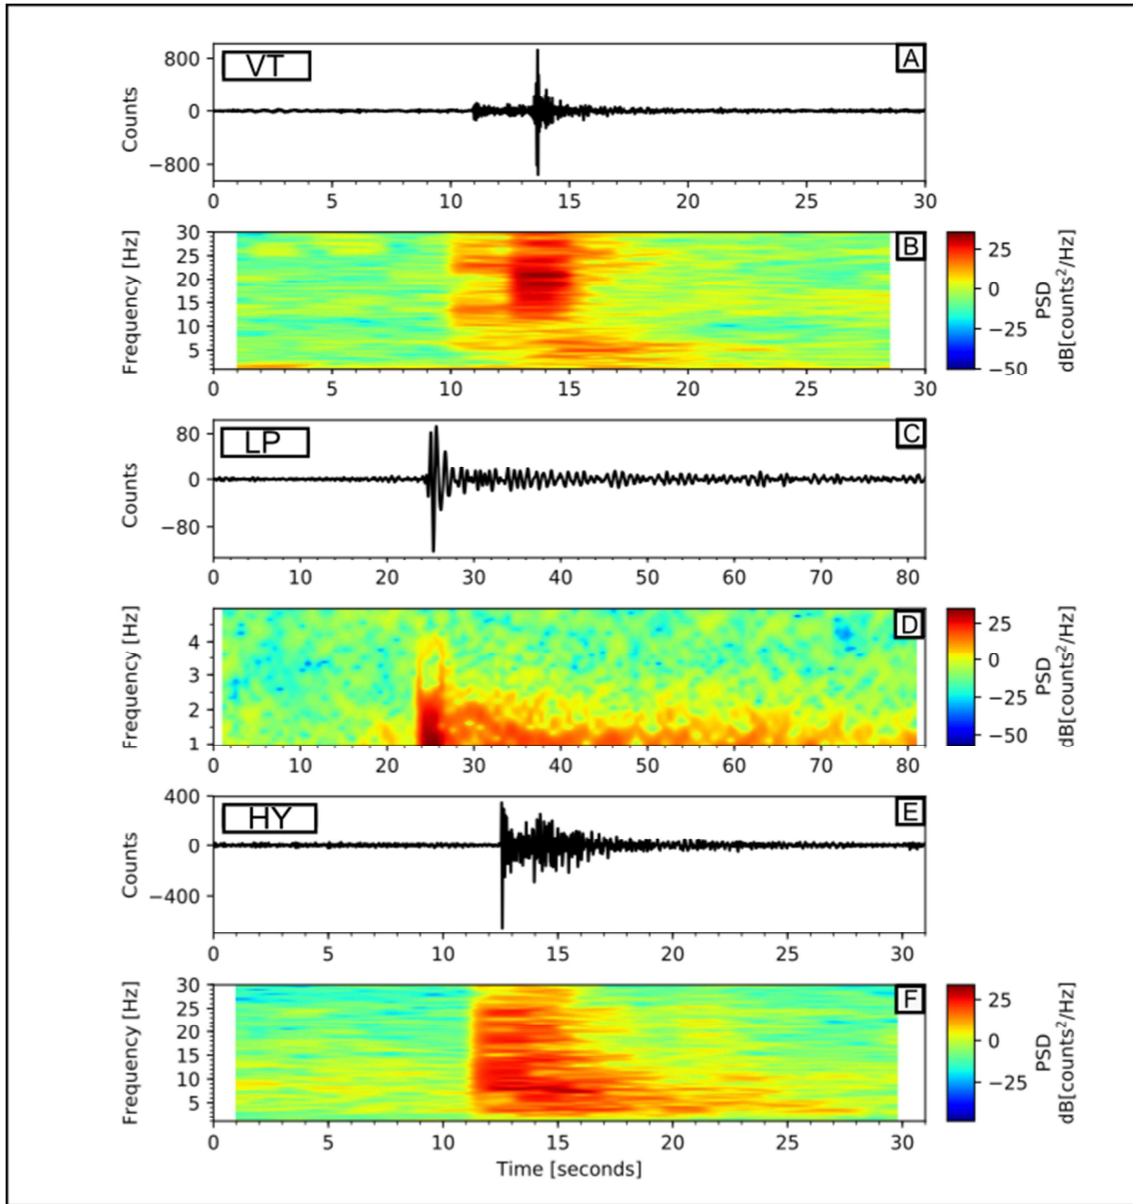 VT
A
800
0
−800
Counts
0 5 10 15 20 25 30
B
30
25
20
15
10
5
Frequency [Hz]
0 5 10 15 20 25 30
25
0
−25
−50
PSD
dB[counts²/Hz]
LP
C
80
0
−80
Counts
0 10 20 30 40 50 60 70 80
D
4
3
2
1
Frequency [Hz]
0 10 20 30 40 50 60 70 80
25
0
−25
−50
PSD
dB[counts²/Hz]
HY
E
400
0
−400
Counts
0 5 10 15 20 25 30
F
30
25
20
15
10
5
Frequency [Hz]
0 5 10 15 20 25 30
Time [seconds]
25
0
−25
PSD
dB[counts²/Hz]